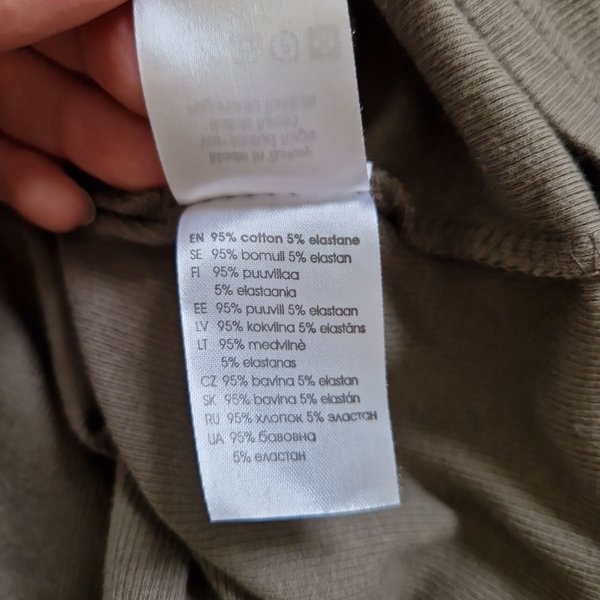 EN 95% cotton 5% elastane
SE 95% bomull 5% elastan
FI 95% puuvillaa
5% elastaania
EE 95% puuvill 5% elastaan
LV 95% kokvilna 5% elastāns
LT 95% medvilnė
5% elastanas
CZ 95% bavlna 5% elastan
SK 95% bavlna 5% elastán
RU 95% хлопок 5% эластан
UA 95% бавовна
5% еластан